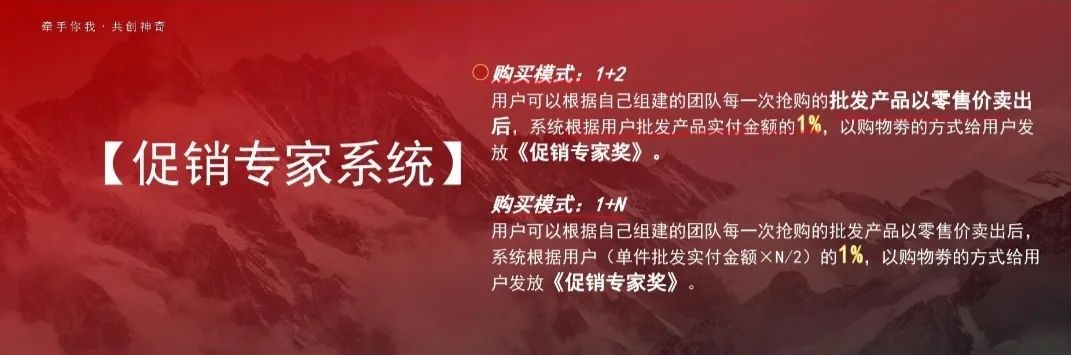 牵手你我·共创神奇
【促销专家系统】
购买模式：1+2
用户可以根据自己组建的团队每一次抢购的批发产品以零售价卖出
后，系统根据用户批发产品实付金额的1%，以购物劵的方式给用户发
放《促销专家奖》。
购买模式：1+N
用户可以根据自己组建的团队每一次抢购的批发产品以零售价卖出后，
系统根据用户（单件批发实付金额×N/2）的1%，以购物劵的方式给用
户发放《促销专家奖》。